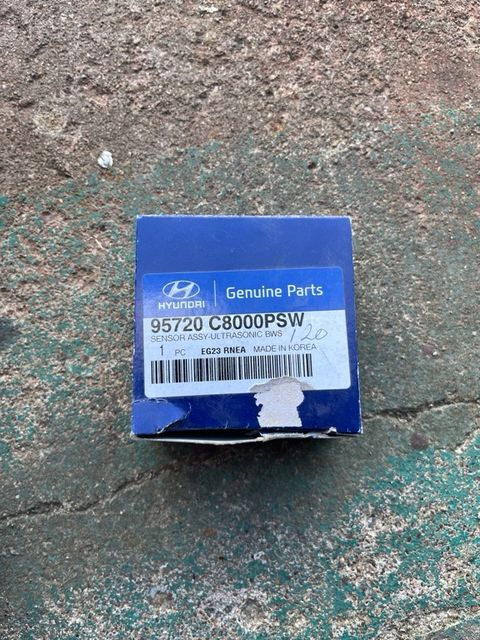 HYUNDAI
Genuine Parts
95720 C8000PSW
SENSOR ASSY-ULTRASONIC BWS
120
1 PC EG23 RNEA MADE IN KOREA